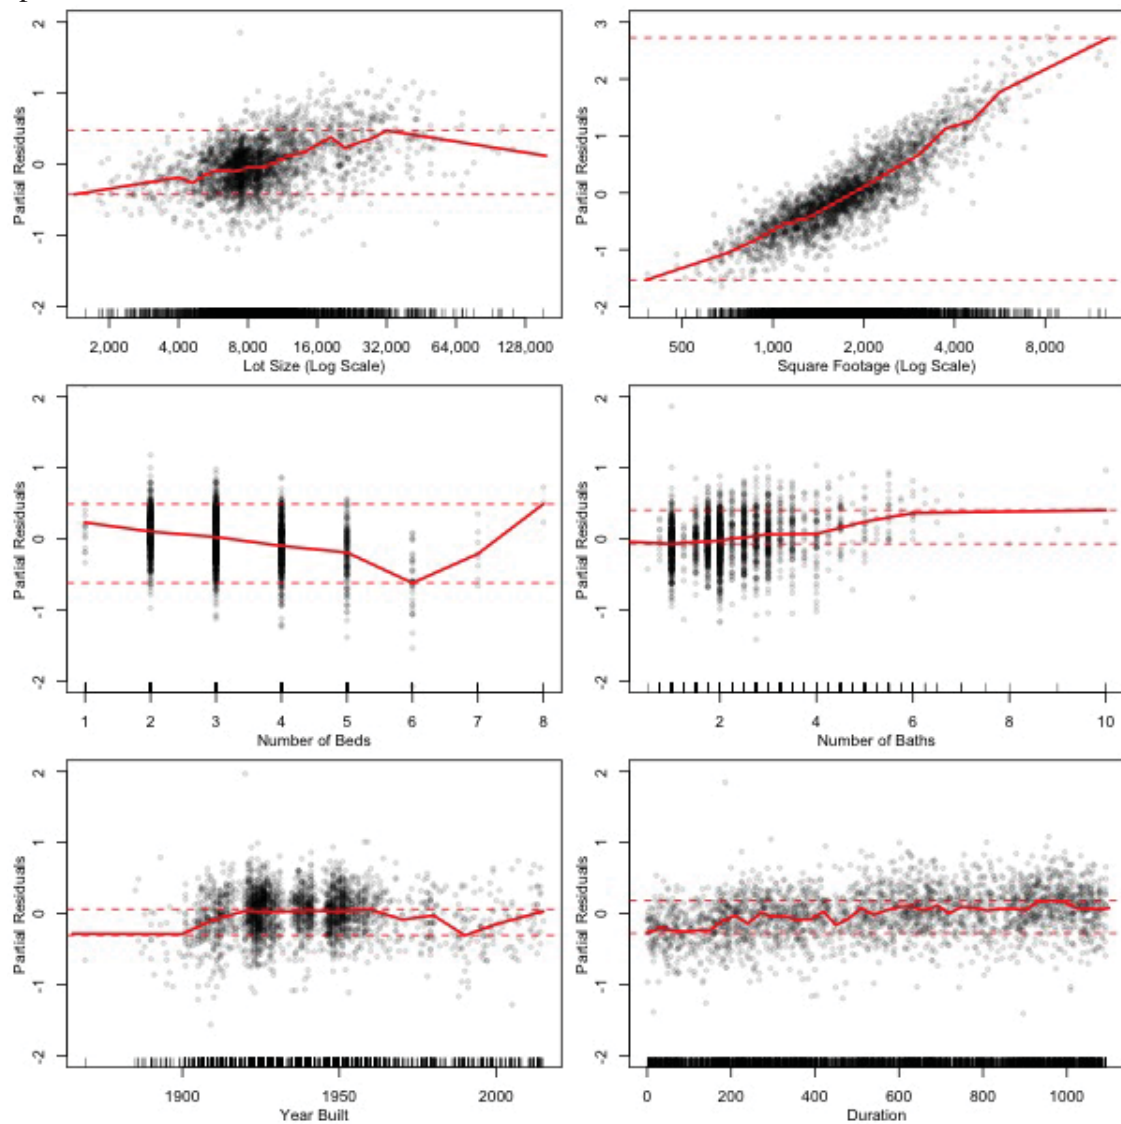 2
1
0
-1
-2
Partial Residuals
2,000 4,000 8,000 16,000 32,000 64,000 128,000
Lot Size (Log Scale)
3
2
1
0
-1
-2
Partial Residuals
500 1,000 2,000 4,000 8,000
Square Footage (Log Scale)
2
1
0
-1
-2
Partial Residuals
1 2 3 4 5 6 7 8
Number of Beds
2
1
0
-1
-2
Partial Residuals
2 4 6 8 10
Number of Baths
2
1
0
-1
-2
Partial Residuals
1900 1950 2000
Year Built
2
1
0
-1
-2
Partial Residuals
0 200 400 600 800 1000
Duration